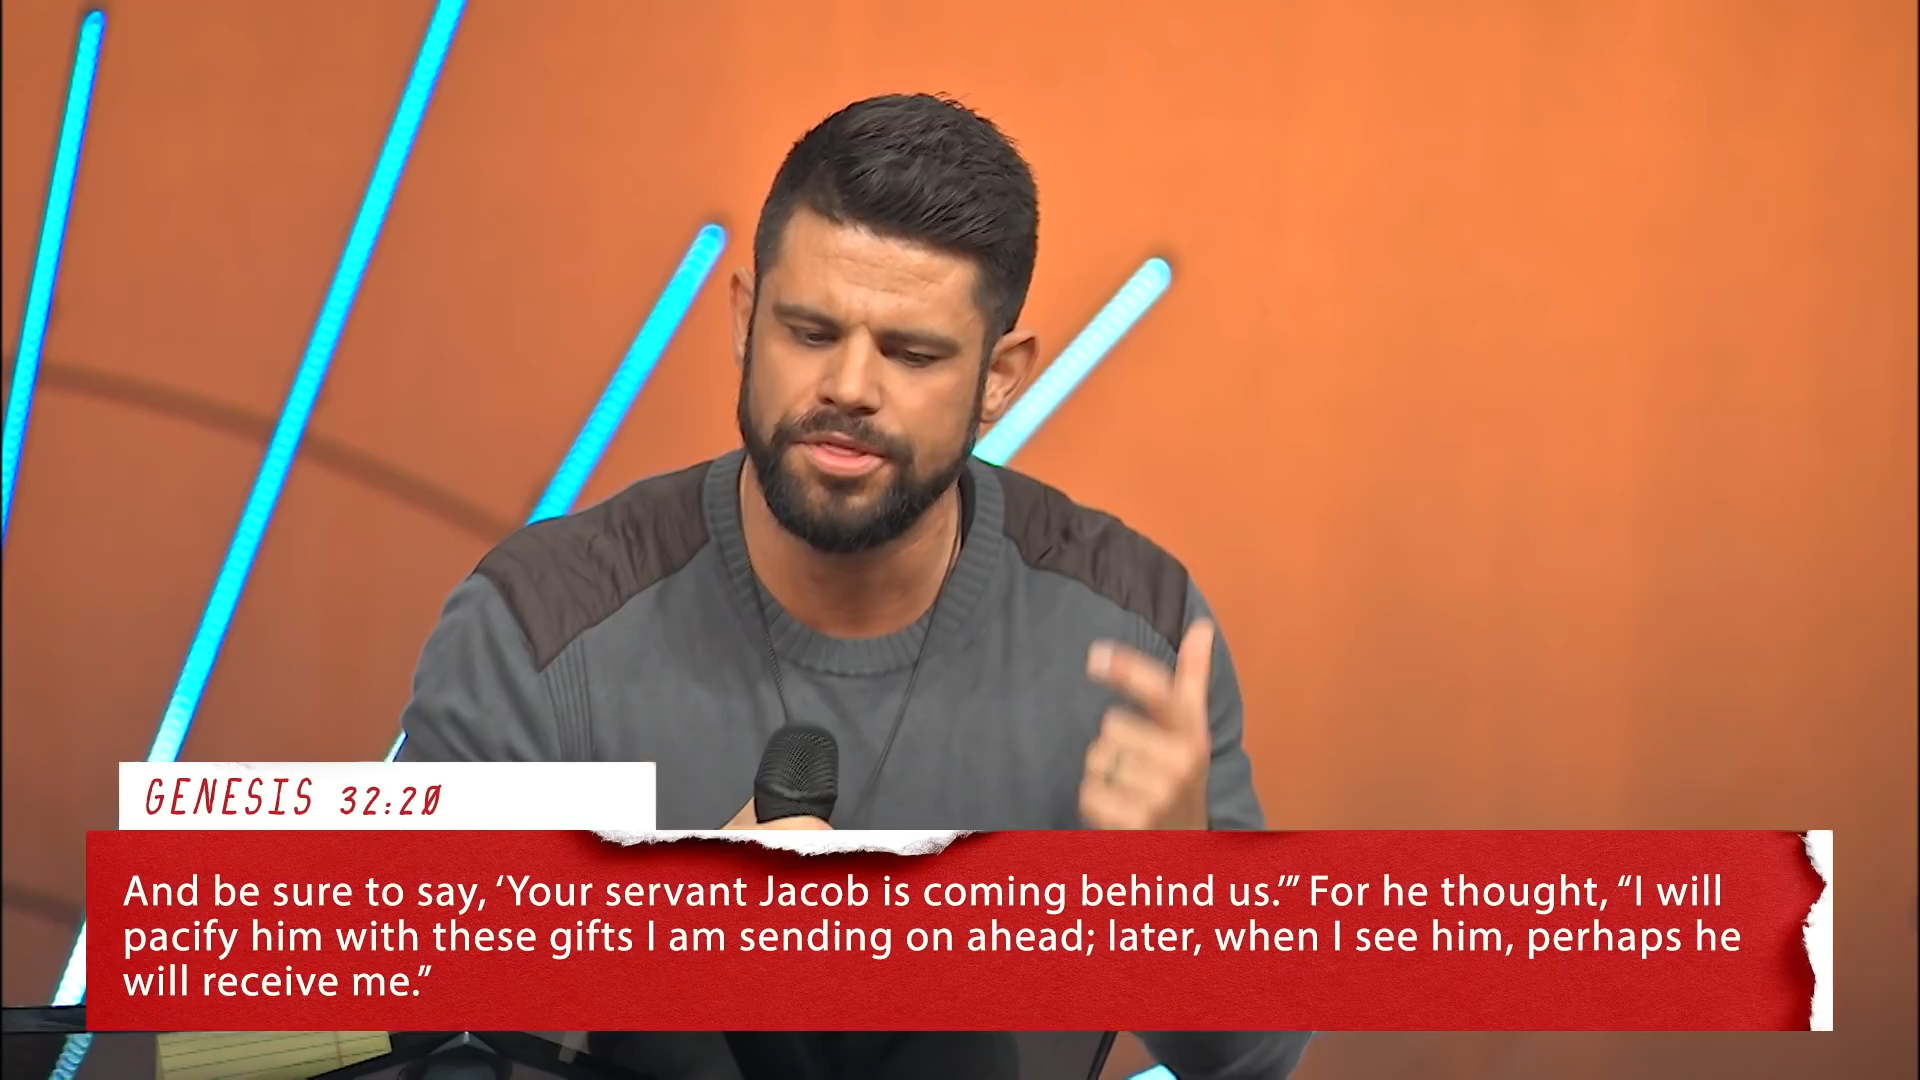 GENESIS 32:20
And be sure to say, ‘Your servant Jacob is coming behind us.’” For he thought, “I will
pacify him with these gifts I am sending on ahead; later, when I see him, perhaps he
will receive me.”